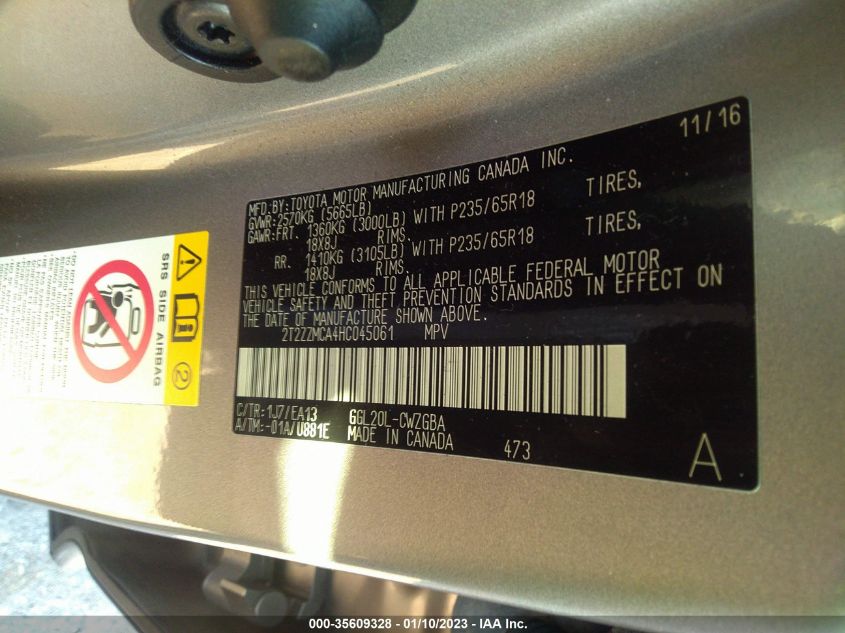 11/16
MFD.BY:TOYOTA MOTOR MANUFACTURING CANADA INC.
GVWR:2570KG (5665LB)
GAWR:FRT. 1360KG (3000LB) WITH P235/65R18 TIRES,
18X8J RIMS.
RR. 1410KG (3105LB) WITH P235/65R18 TIRES,
18X8J RIMS.
THIS VEHICLE CONFORMS TO ALL APPLICABLE FEDERAL MOTOR
VEHICLE SAFETY AND THEFT PREVENTION STANDARDS IN EFFECT ON
THE DATE OF MANUFACTURE SHOWN ABOVE.
2T2ZZMCA4HC045061 MPV
C/TR:1J7/EA13 GGL20L-CWZGBA
A/TM:-01A/U881E MADE IN CANADA
473
A
SRS SIDE AIRBAG
2
000-35609328 - 01/10/2023 - IAA Inc.